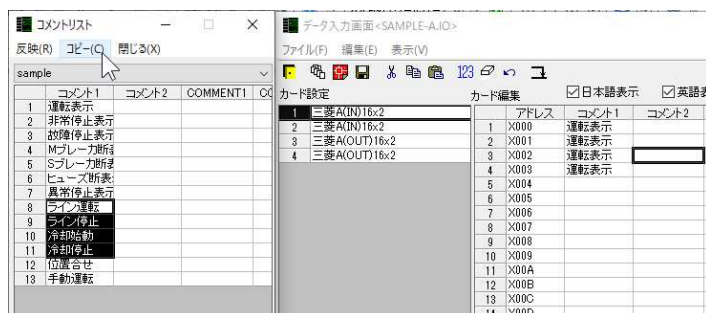 コメントリスト
反映(R) コピー(C) 閉じる(X)
sample
コメント1 コメント2 COMMENT1 CC
1 運転表示
2 非常停止表示
3 故障停止表示
4 Mブレーカ断
5 Sブレーカ断
6 ヒューズ断表
7 異常停止表示
8 ライン運転
9 ライン停止
10 冷却始動
11 冷却停止
12 位置合せ
13 手動運転
データ入力画面<SAMPLE-A.IO>
ファイル(F) 編集(E) 表示(V)
123
カード設定
1 三菱A(IN)16x2
2 三菱A(IN)16x2
3 三菱A(OUT)16x2
4 三菱A(OUT)16x2
カード編集 日本語表示 英語
アドレス コメント1 コメント2
1 X000 運転表示
2 X001 運転表示
3 X002 運転表示
4 X003 運転表示
5 X004
6 X005
7 X006
8 X007
9 X008
10 X009
11 X00A
12 X00B
13 X00C
14 X00D